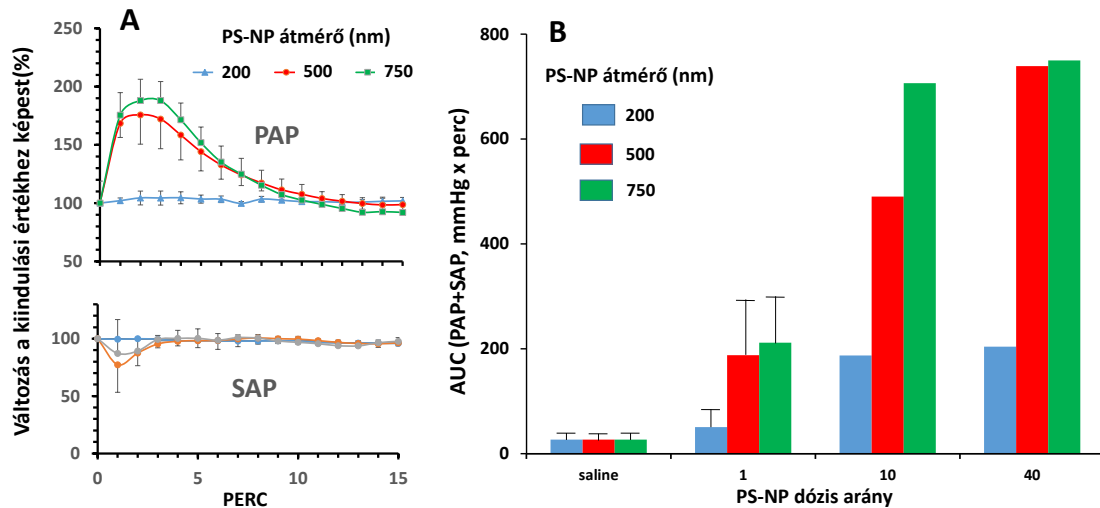 A
PS-NP átmérő (nm)
200 500 750
250
200
150
100
50
PAP
Változás a kiindulási értékhez képest(%)
100
50
0
SAP
0 5 10 15
PERC
B
PS-NP átmérő (nm)
200
500
750
AUC (PAP+SAP, mmHg x perc)
800
600
400
200
0
saline 1 10 40
PS-NP dózis arány